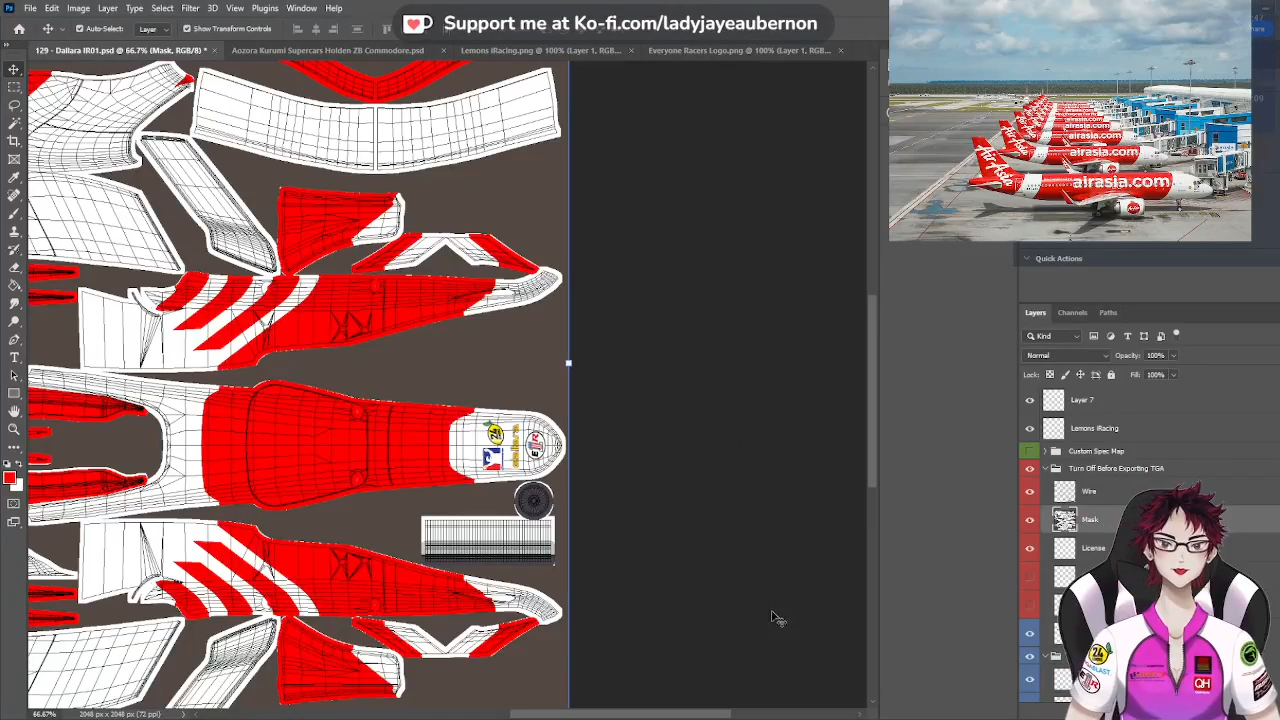 File Edit Image Layer Type Select Filter 3D View Plugins Window Help
Support me at Ko-fi.com/ladyjayeaubernon
Auto-Select: Layer Show Transform Controls
129 - Dallara IR01.psd @ 66.7% (Mask, RGB/8) *
Aozora Kurumi Supercars Holden ZB Commodore.psd
Lemons iRacing.png @ 100% (Layer 1, RGB...
Everyone Racers Logo.png @ 100% (Layer 1, RGB...
airasia.com
airasia.com
airasia.com
AirAsia
Quick Actions
Layers Channels Paths
Kind
Normal Opacity: 100%
Lock: Fill: 100%
Layer 7
Lemons iRacing
Custom Spec Map
Turn Off Before Exporting TGA
Wire
Mask
License
66.67% 2048 px x 2048 px (72 ppi)